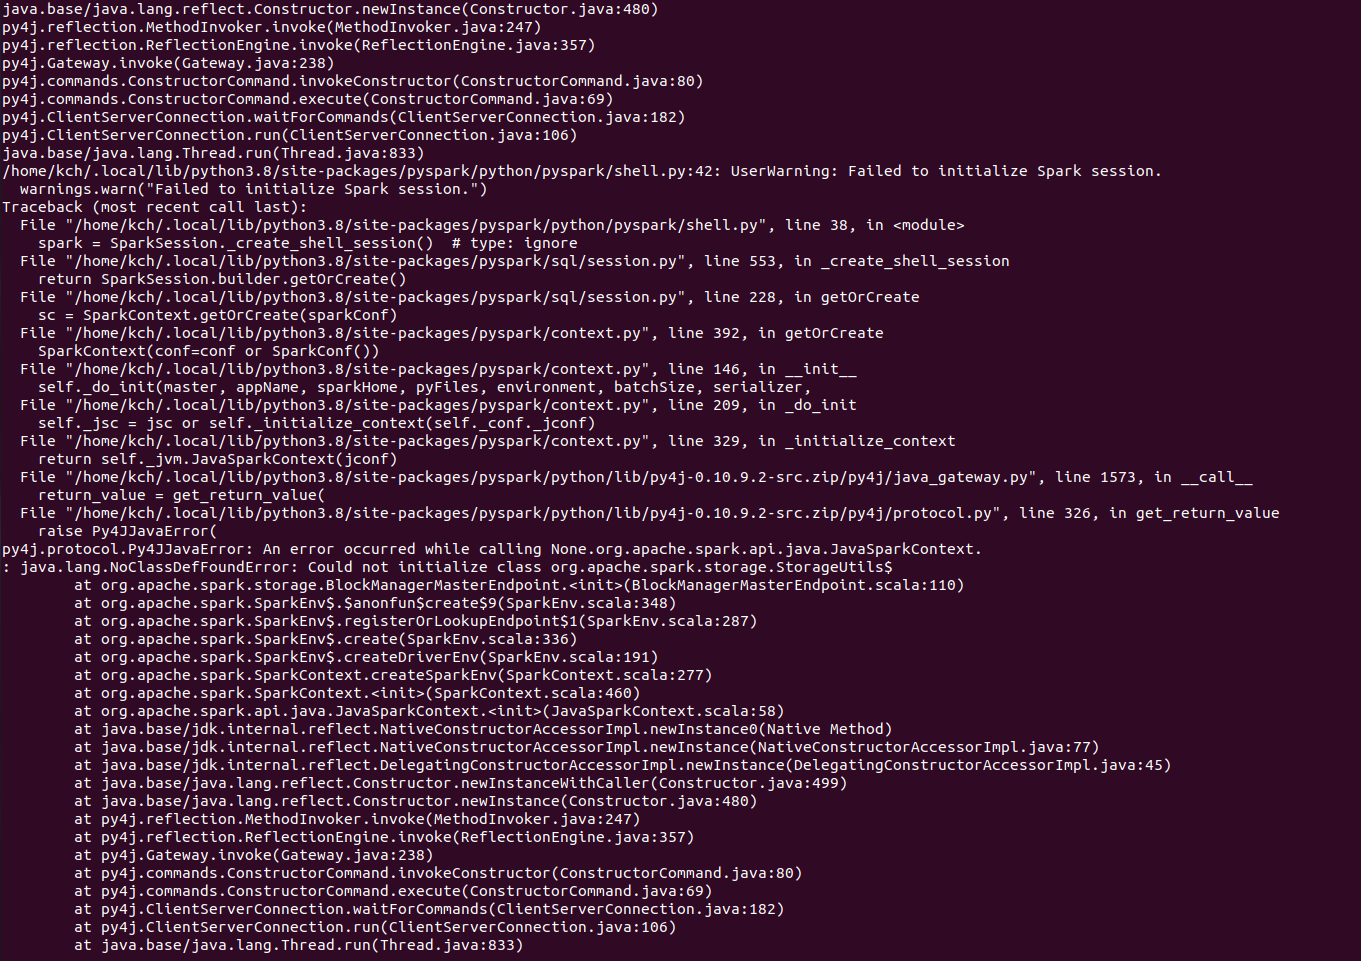 java.base/java.lang.reflect.Constructor.newInstance(Constructor.java:480)
py4j.reflection.MethodInvoker.invoke(MethodInvoker.java:247)
py4j.reflection.ReflectionEngine.invoke(ReflectionEngine.java:357)
py4j.Gateway.invoke(Gateway.java:238)
py4j.commands.ConstructorCommand.invokeConstructor(ConstructorCommand.java:80)
py4j.commands.ConstructorCommand.execute(ConstructorCommand.java:69)
py4j.ClientServerConnection.waitForCommands(ClientServerConnection.java:182)
py4j.ClientServerConnection.run(ClientServerConnection.java:106)
java.base/java.lang.Thread.run(Thread.java:833)
/home/kch/.local/lib/python3.8/site-packages/pyspark/python/pyspark/shell.py:42: UserWarning: Failed to initialize Spark session.
  warnings.warn("Failed to initialize Spark session.")
Traceback (most recent call last):
  File "/home/kch/.local/lib/python3.8/site-packages/pyspark/python/pyspark/shell.py", line 38, in <module>
    spark = SparkSession._create_shell_session()  # type: ignore
  File "/home/kch/.local/lib/python3.8/site-packages/pyspark/sql/session.py", line 553, in _create_shell_session
    return SparkSession.builder.getOrCreate()
  File "/home/kch/.local/lib/python3.8/site-packages/pyspark/sql/session.py", line 228, in getOrCreate
    sc = SparkContext.getOrCreate(sparkConf)
  File "/home/kch/.local/lib/python3.8/site-packages/pyspark/context.py", line 392, in getOrCreate
    SparkContext(conf=conf or SparkConf())
  File "/home/kch/.local/lib/python3.8/site-packages/pyspark/context.py", line 146, in __init__
    self._do_init(master, appName, sparkHome, pyFiles, environment, batchSize, serializer,
  File "/home/kch/.local/lib/python3.8/site-packages/pyspark/context.py", line 209, in _do_init
    self._jsc = jsc or self._initialize_context(self._conf._jconf)
  File "/home/kch/.local/lib/python3.8/site-packages/pyspark/context.py", line 329, in _initialize_context
    return self._jvm.JavaSparkContext(jconf)
  File "/home/kch/.local/lib/python3.8/site-packages/pyspark/python/lib/py4j-0.10.9.2-src.zip/py4j/java_gateway.py", line 1573, in __call__
    return_value = get_return_value(
  File "/home/kch/.local/lib/python3.8/site-packages/pyspark/python/lib/py4j-0.10.9.2-src.zip/py4j/protocol.py", line 326, in get_return_value
    raise Py4JJavaError(
py4j.protocol.Py4JJavaError: An error occurred while calling None.org.apache.spark.api.java.JavaSparkContext.
: java.lang.NoClassDefFoundError: Could not initialize class org.apache.spark.storage.StorageUtils$
        at org.apache.spark.storage.BlockManagerMasterEndpoint.<init>(BlockManagerMasterEndpoint.scala:110)
        at org.apache.spark.SparkEnv$.$anonfun$create$9(SparkEnv.scala:348)
        at org.apache.spark.SparkEnv$.registerOrLookupEndpoint$1(SparkEnv.scala:287)
        at org.apache.spark.SparkEnv$.create(SparkEnv.scala:336)
        at org.apache.spark.SparkEnv$.createDriverEnv(SparkEnv.scala:191)
        at org.apache.spark.SparkContext.createSparkEnv(SparkContext.scala:277)
        at org.apache.spark.SparkContext.<init>(SparkContext.scala:460)
        at org.apache.spark.api.java.JavaSparkContext.<init>(JavaSparkContext.scala:58)
        at java.base/jdk.internal.reflect.NativeConstructorAccessorImpl.newInstance0(Native Method)
        at java.base/jdk.internal.reflect.NativeConstructorAccessorImpl.newInstance(NativeConstructorAccessorImpl.java:77)
        at java.base/jdk.internal.reflect.DelegatingConstructorAccessorImpl.newInstance(DelegatingConstructorAccessorImpl.java:45)
        at java.base/java.lang.reflect.Constructor.newInstanceWithCaller(Constructor.java:499)
        at java.base/java.lang.reflect.Constructor.newInstance(Constructor.java:480)
        at py4j.reflection.MethodInvoker.invoke(MethodInvoker.java:247)
        at py4j.reflection.ReflectionEngine.invoke(ReflectionEngine.java:357)
        at py4j.Gateway.invoke(Gateway.java:238)
        at py4j.commands.ConstructorCommand.invokeConstructor(ConstructorCommand.java:80)
        at py4j.commands.ConstructorCommand.execute(ConstructorCommand.java:69)
        at py4j.ClientServerConnection.waitForCommands(ClientServerConnection.java:182)
        at py4j.ClientServerConnection.run(ClientServerConnection.java:106)
        at java.base/java.lang.Thread.run(Thread.java:833)